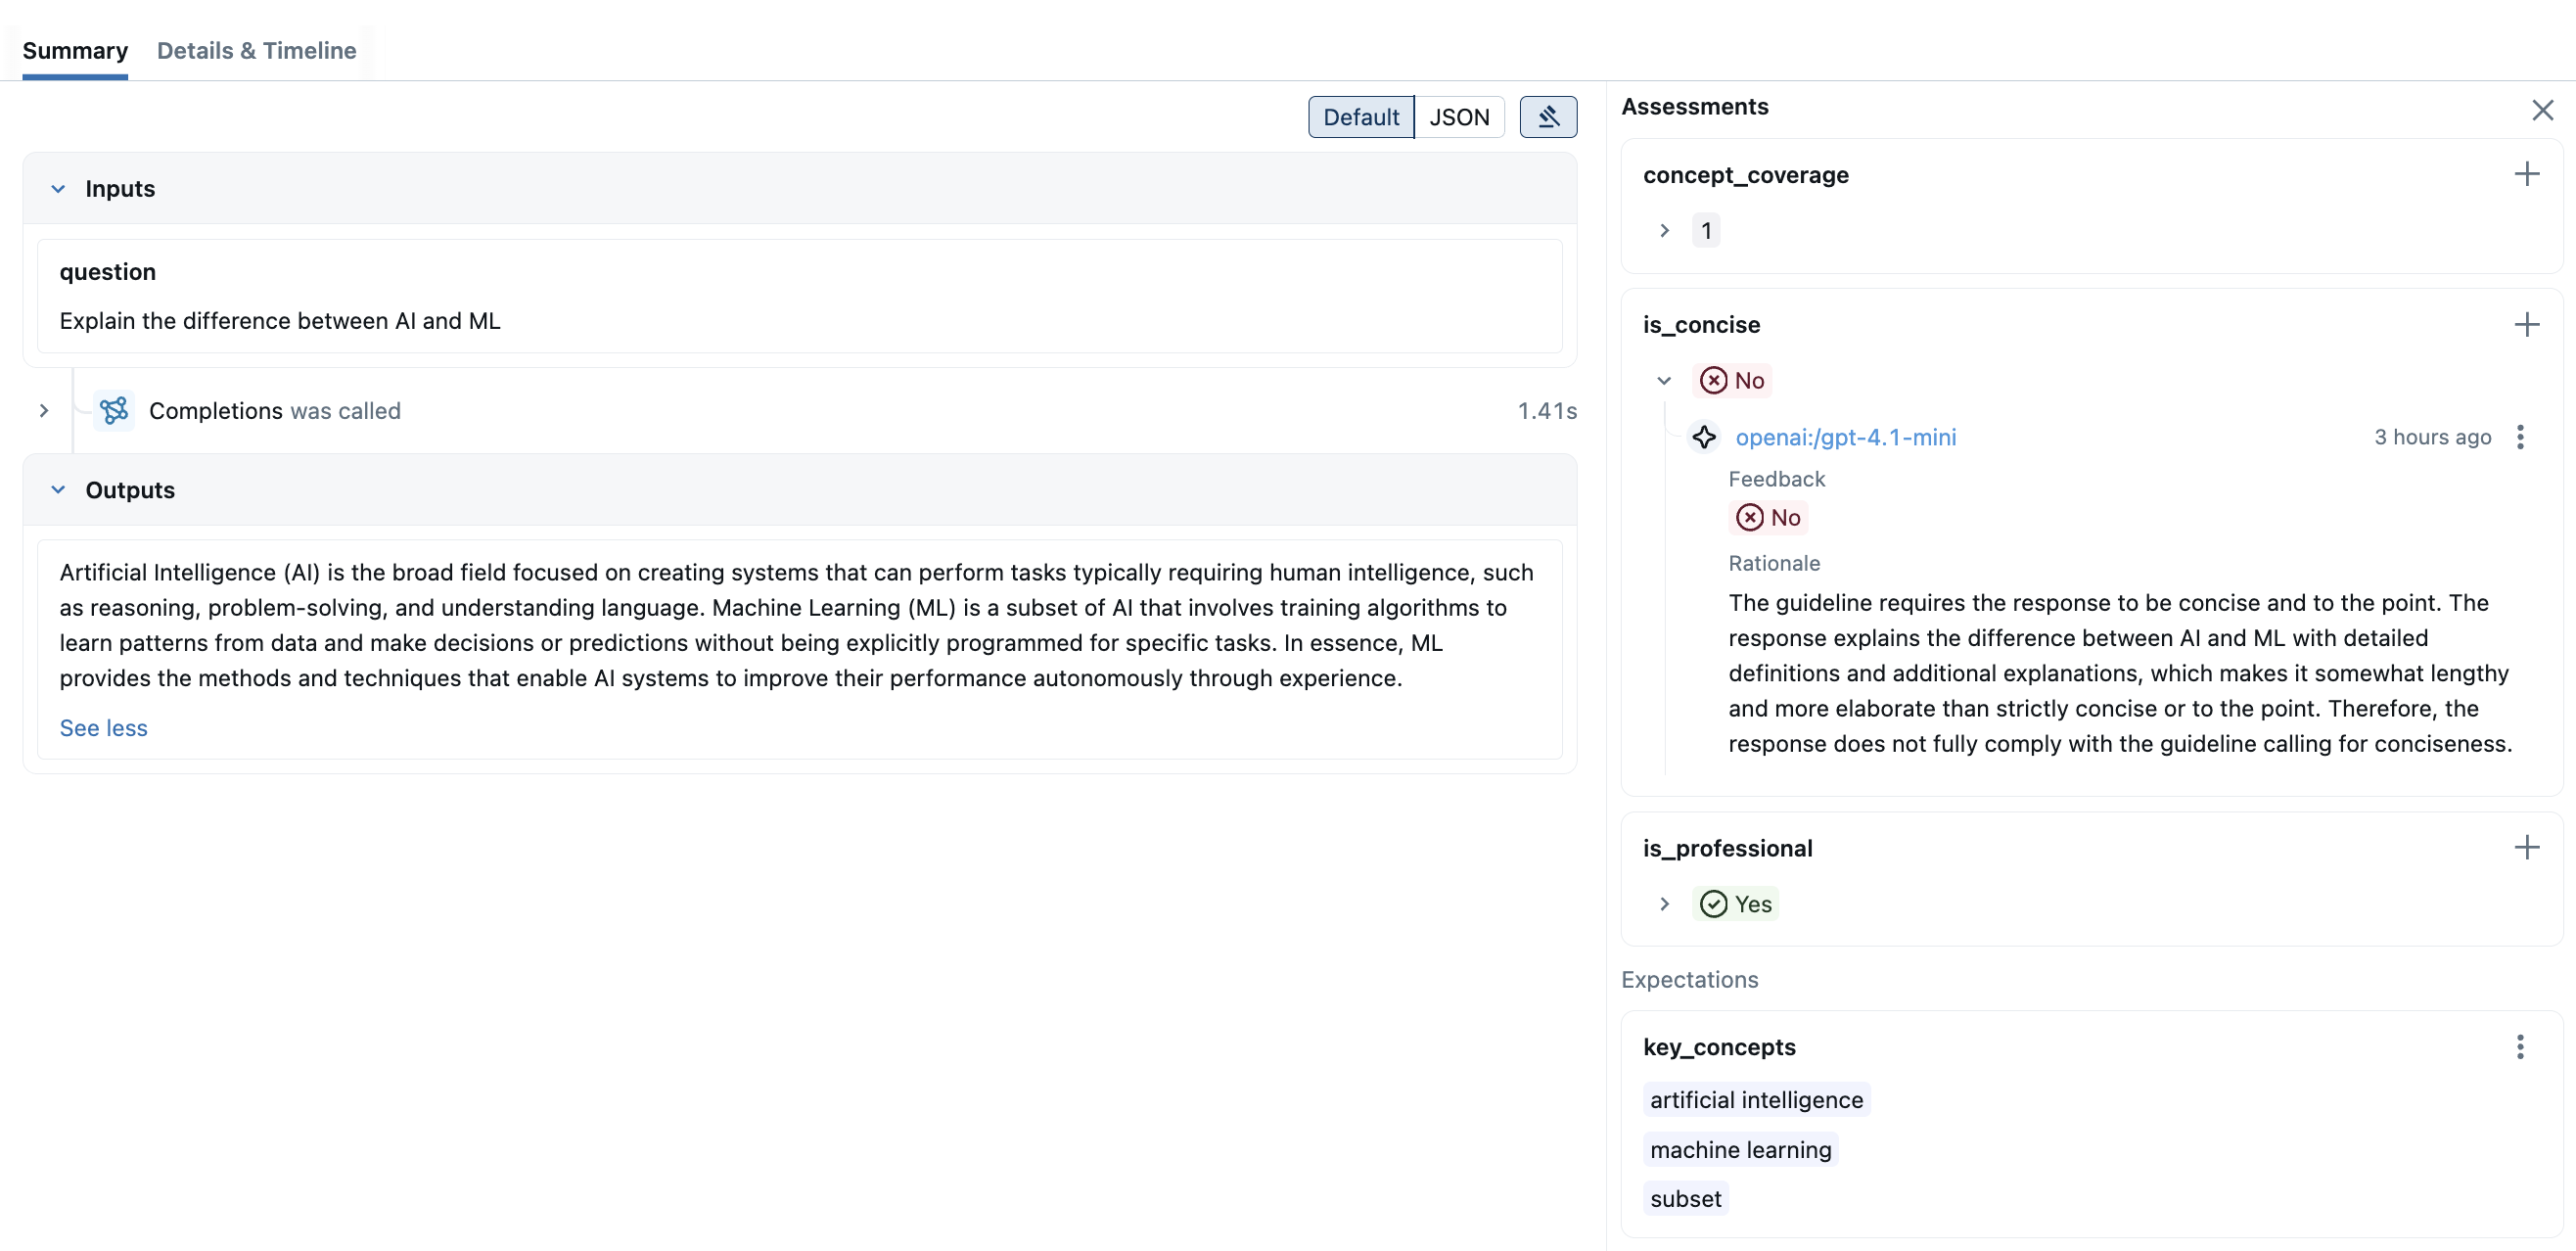 Summary Details & Timeline
Default JSON
Inputs
question
Explain the difference between AI and ML
Completions was called 1.41s
Outputs
Artificial Intelligence (AI) is the broad field focused on creating systems that can perform tasks typically requiring human intelligence, such
as reasoning, problem-solving, and understanding language. Machine Learning (ML) is a subset of AI that involves training algorithms to
learn patterns from data and make decisions or predictions without being explicitly programmed for specific tasks. In essence, ML
provides the methods and techniques that enable AI systems to improve their performance autonomously through experience.
See less
Assessments
concept_coverage
1
is_concise
No
openai:/gpt-4.1-mini 3 hours ago
Feedback
No
Rationale
The guideline requires the response to be concise and to the point. The
response explains the difference between AI and ML with detailed
definitions and additional explanations, which makes it somewhat lengthy
and more elaborate than strictly concise or to the point. Therefore, the
response does not fully comply with the guideline calling for conciseness.
is_professional
Yes
Expectations
key_concepts
artificial intelligence
machine learning
subset